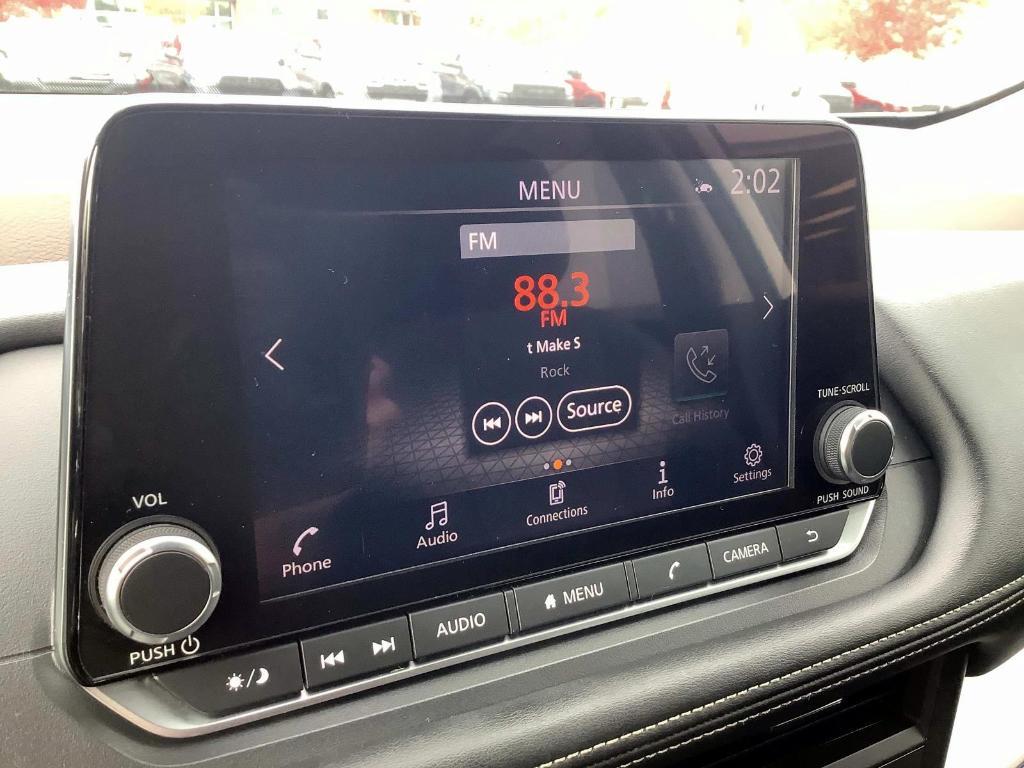 MENU
2:02
FM
88.3
FM
t Make S
Rock
Source
Call History
Phone
Audio
Connections
Info
Settings
VOL
PUSH
TUNE·SCROLL
PUSH SOUND
AUDIO
MENU
CAMERA